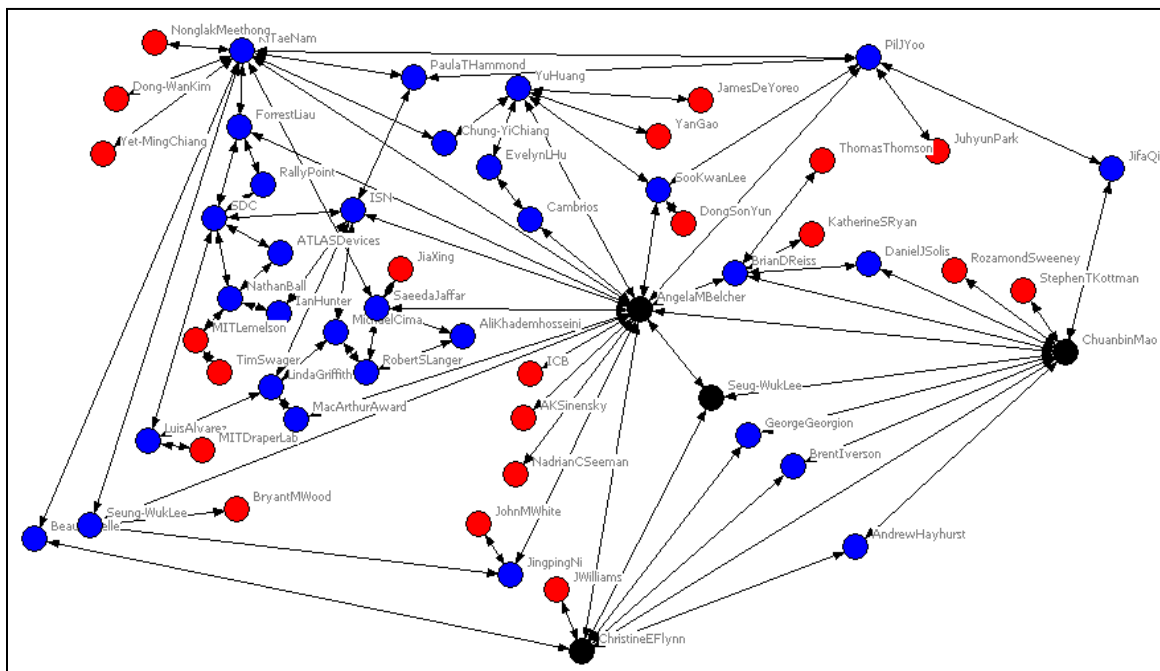 NonglakMeethong
KiTaeNam
PilJYoo
PaulaTHammond
YuHuang
Dong-WanKim
JamesDeYoreo
ForrestLiau
YanGao
Chung-YiChiang
Yet-MingChiang
JuhyunPark
ThomasThomson
EvelynLHu
JifaQi
RallyPoint
SooKwanLee
ISN
SDC
Cambrios
DongSonYun
KatherineSRyan
ATLASDevices
DanielJSolis
JiaXing
BrianDReiss
RozamondSweeney
StephenTKottman
NathanBall
IanHunter
SaeedaJaffar
AngelaMBelcher
MichaelCima
AliKhademhosseini
MITLemelson
ChuanbinMao
TimSwager
RobertSLanger
ICB
LindaGriffith
Seug-WukLee
MacArthurAward
AKSinensky
LuisAlvarez
MITDraperLab
GeorgeGeorgion
BrentIverson
NadrianCSeeman
BryantMWood
Seung-WukLee
JohnMWhite
AndrewHayhurst
JingpingNi
JWilliams
ChristineEFlynn